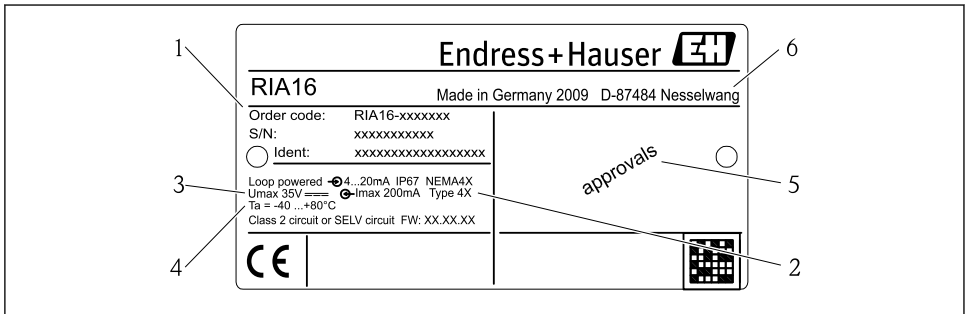 Endress+Hauser EH
RIA16
Made in Germany 2009 D-87484 Nesselwang
Order code: RIA16-xxxxxxx
S/N: xxxxxxxxxxx
Ident: xxxxxxxxxxxxxxxxxx
Loop powered 4...20mA IP67 NEMA4X
Umax 35V Imax 200mA Type 4X
Ta = -40 ...+80°C
Class 2 circuit or SELV circuit FW: XX.XX.XX
approvals
CE
1
2
3
4
5
6